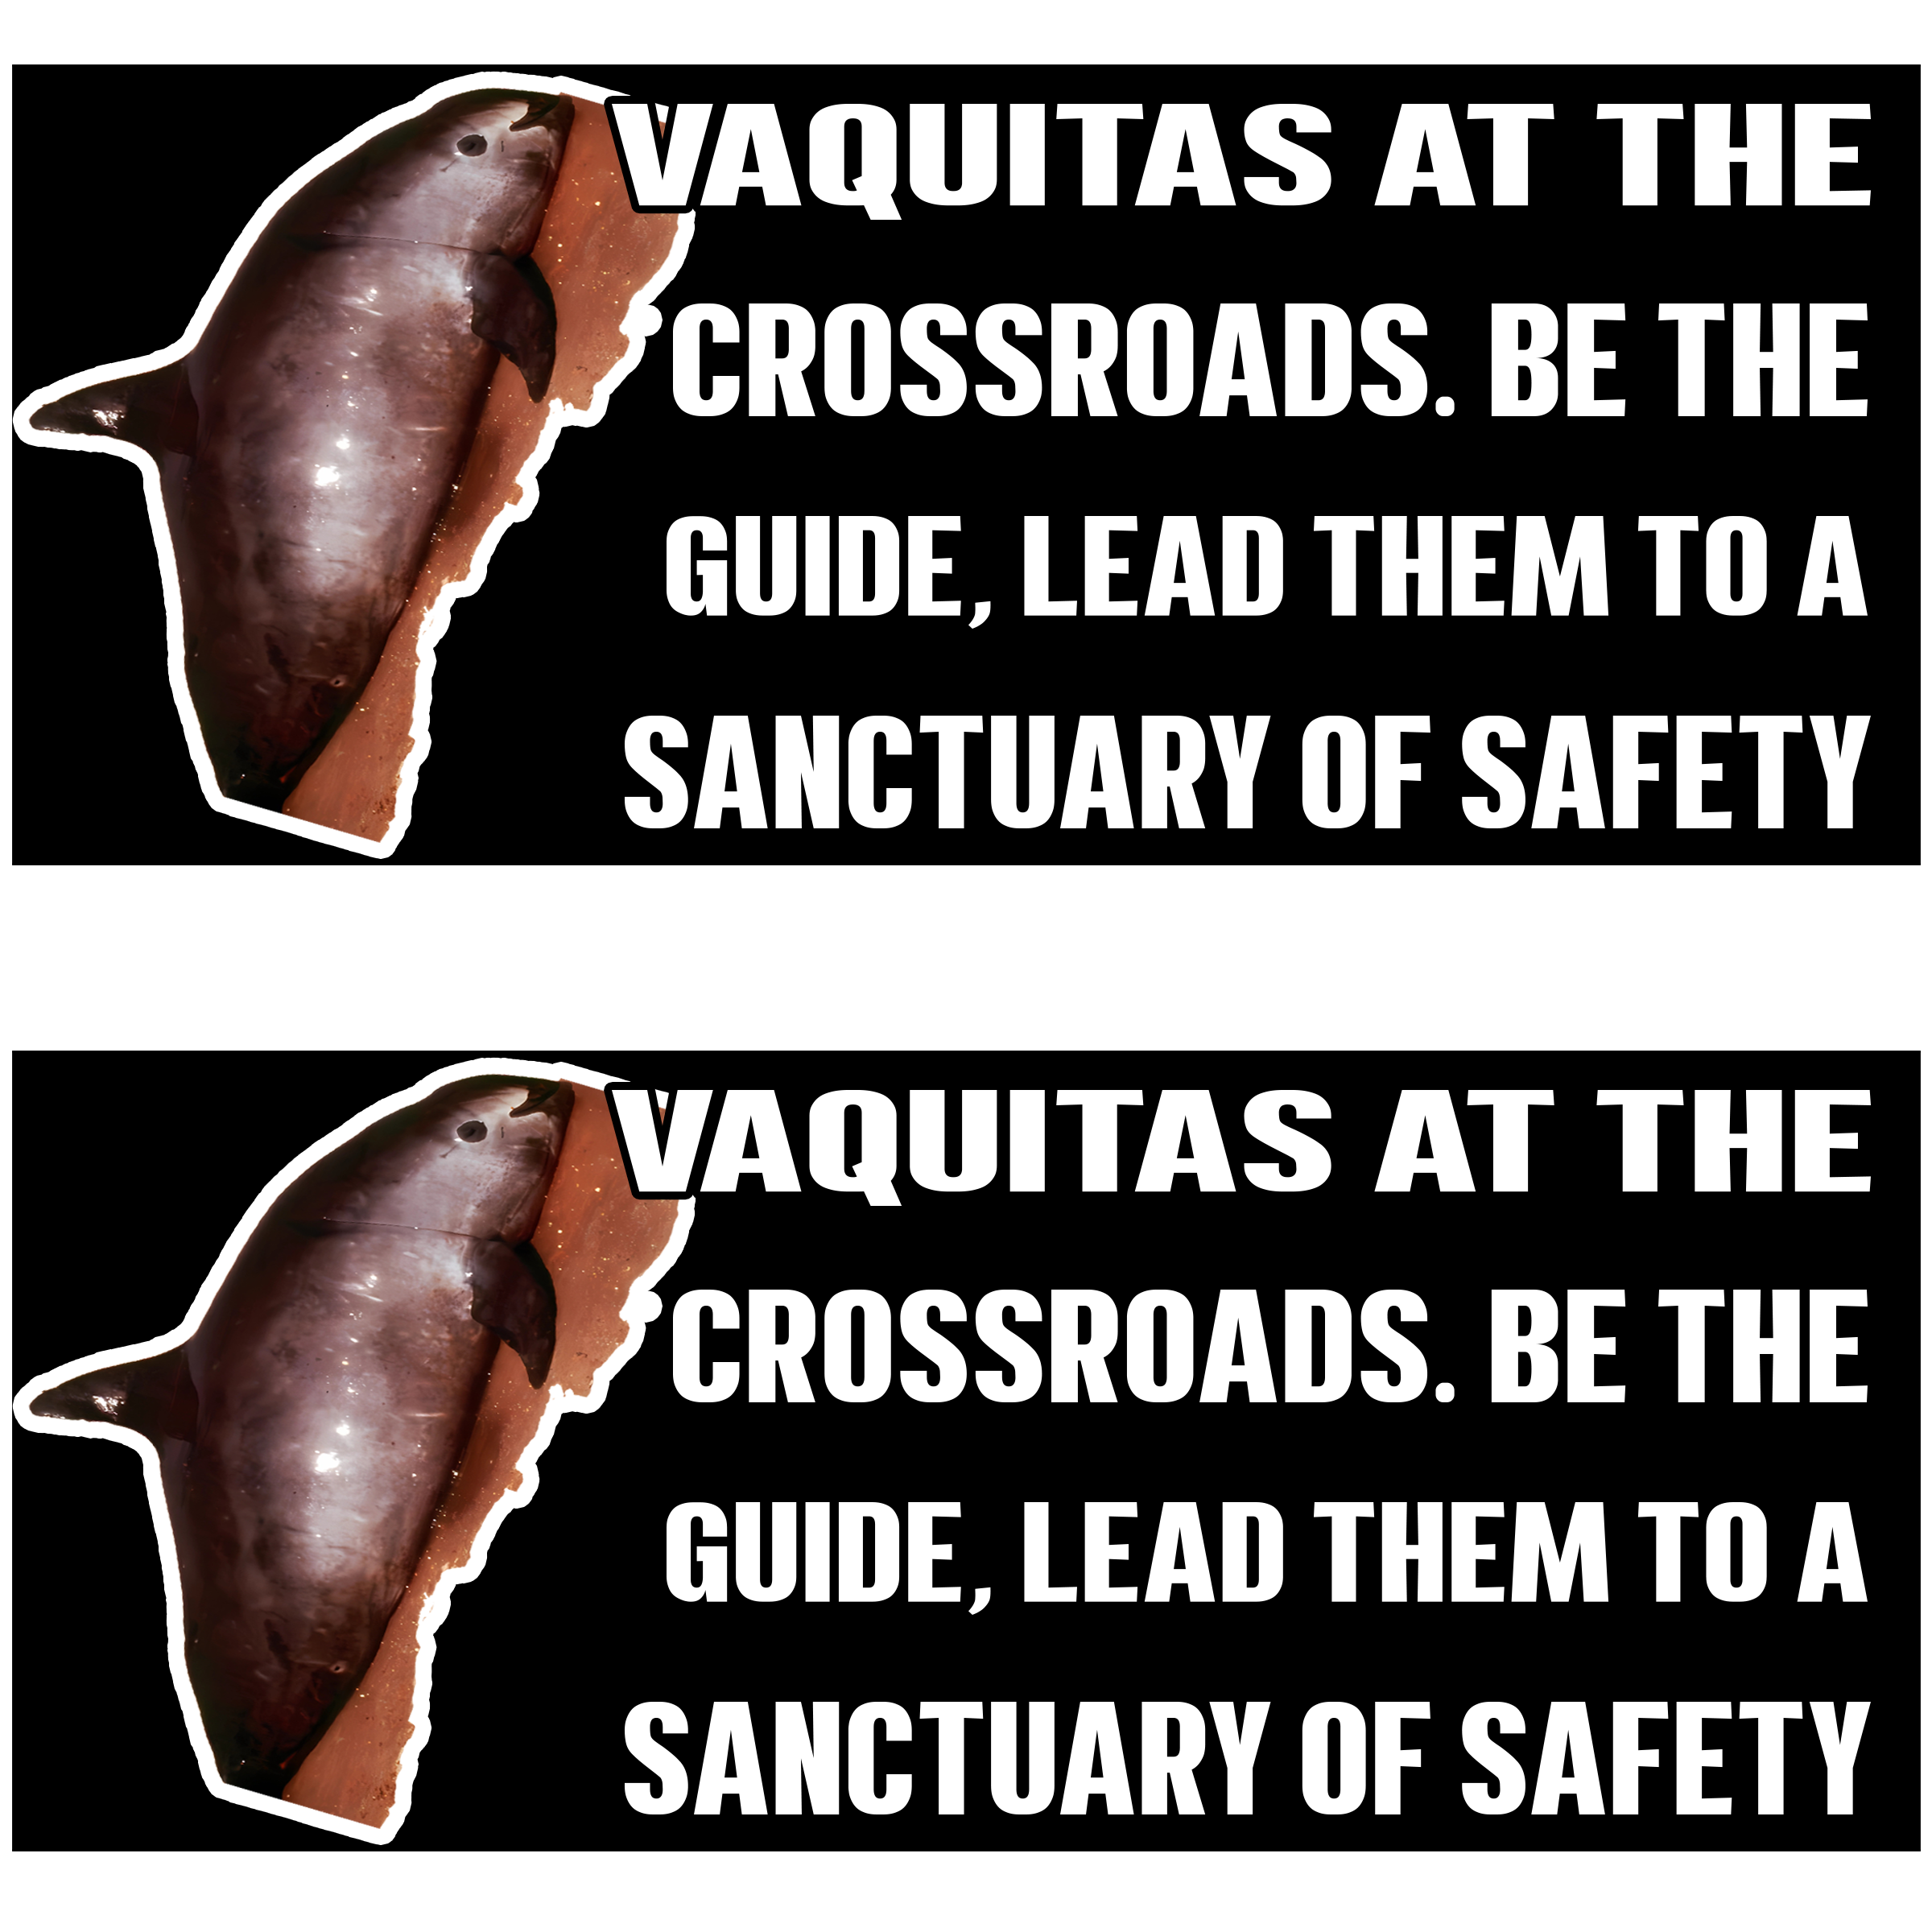 VAQUITAS AT THE
CROSSROADS. BE THE
GUIDE, LEAD THEM TO A
SANCTUARY OF SAFETY
VAQUITAS AT THE
CROSSROADS. BE THE
GUIDE, LEAD THEM TO A
SANCTUARY OF SAFETY